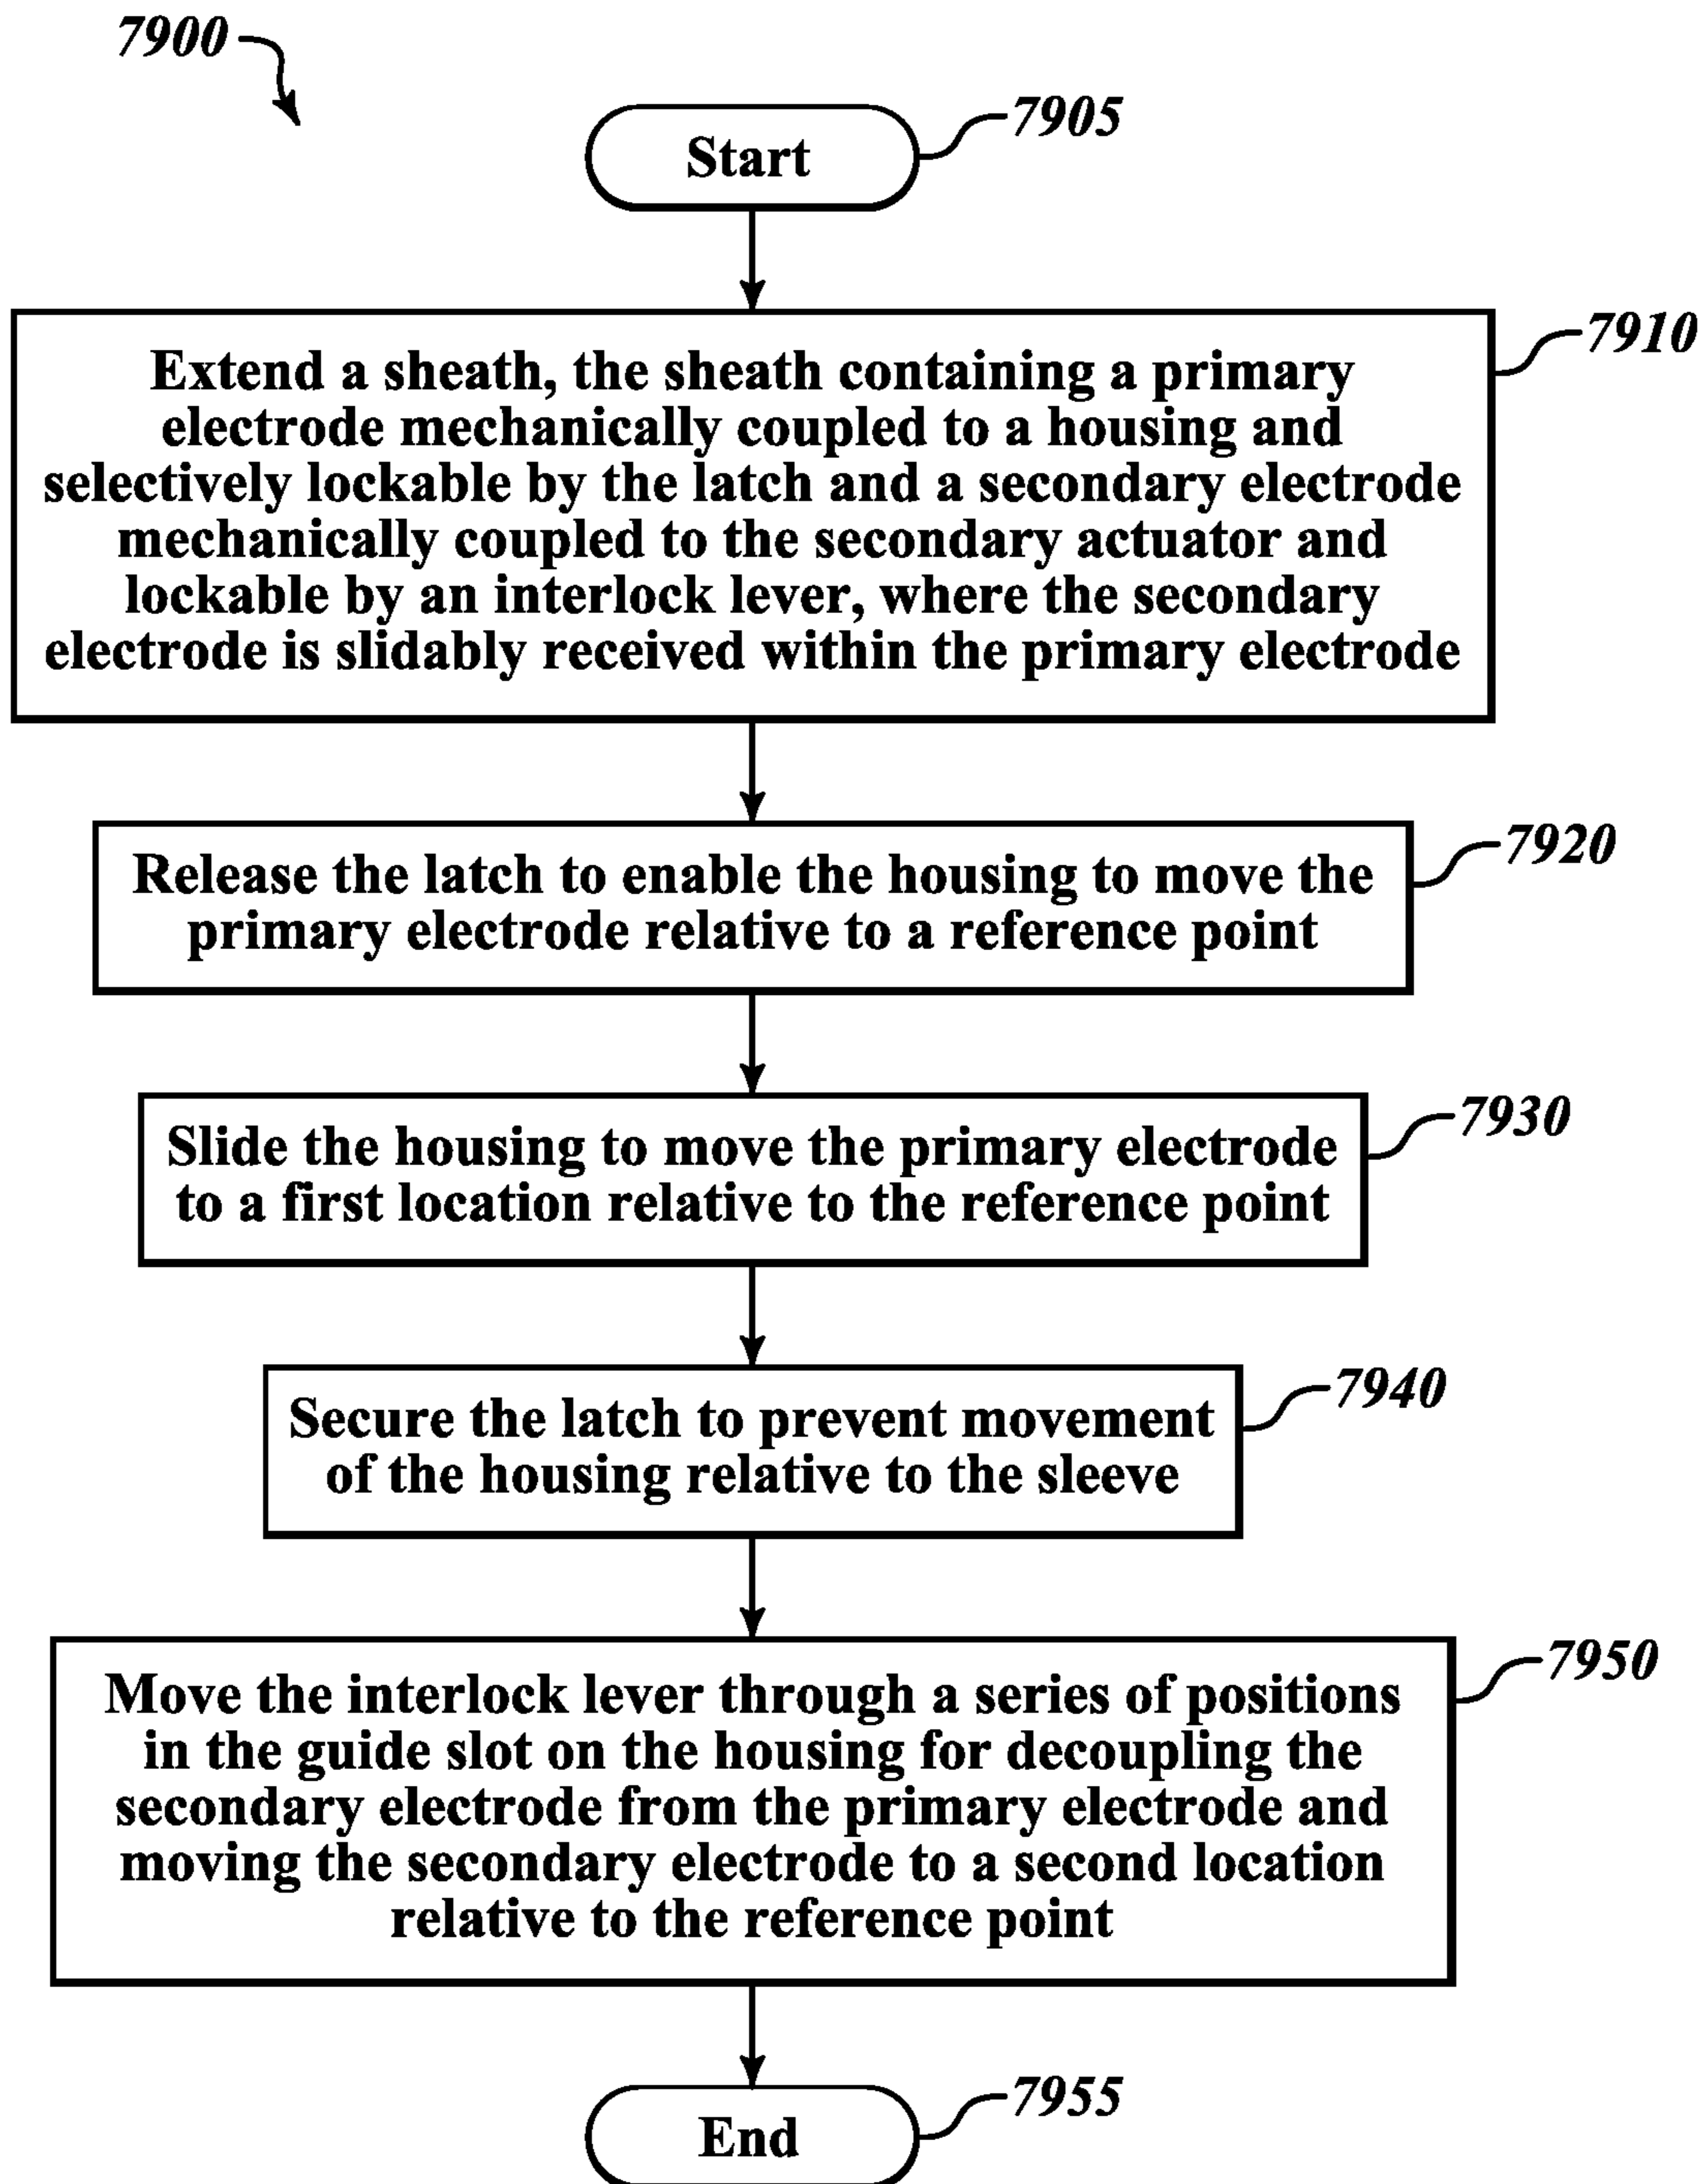 7900
Start
7905
7910
Extend a sheath, the sheath containing a primary
electrode mechanically coupled to a housing and
selectively lockable by the latch and a secondary electrode
mechanically coupled to the secondary actuator and
lockable by an interlock lever, where the secondary
electrode is slidably received within the primary electrode
7920
Release the latch to enable the housing to move the
primary electrode relative to a reference point
7930
Slide the housing to move the primary electrode
to a first location relative to the reference point
7940
Secure the latch to prevent movement
of the housing relative to the sleeve
7950
Move the interlock lever through a series of positions
in the guide slot on the housing for decoupling the
secondary electrode from the primary electrode and
moving the secondary electrode to a second location
relative to the reference point
7955
End